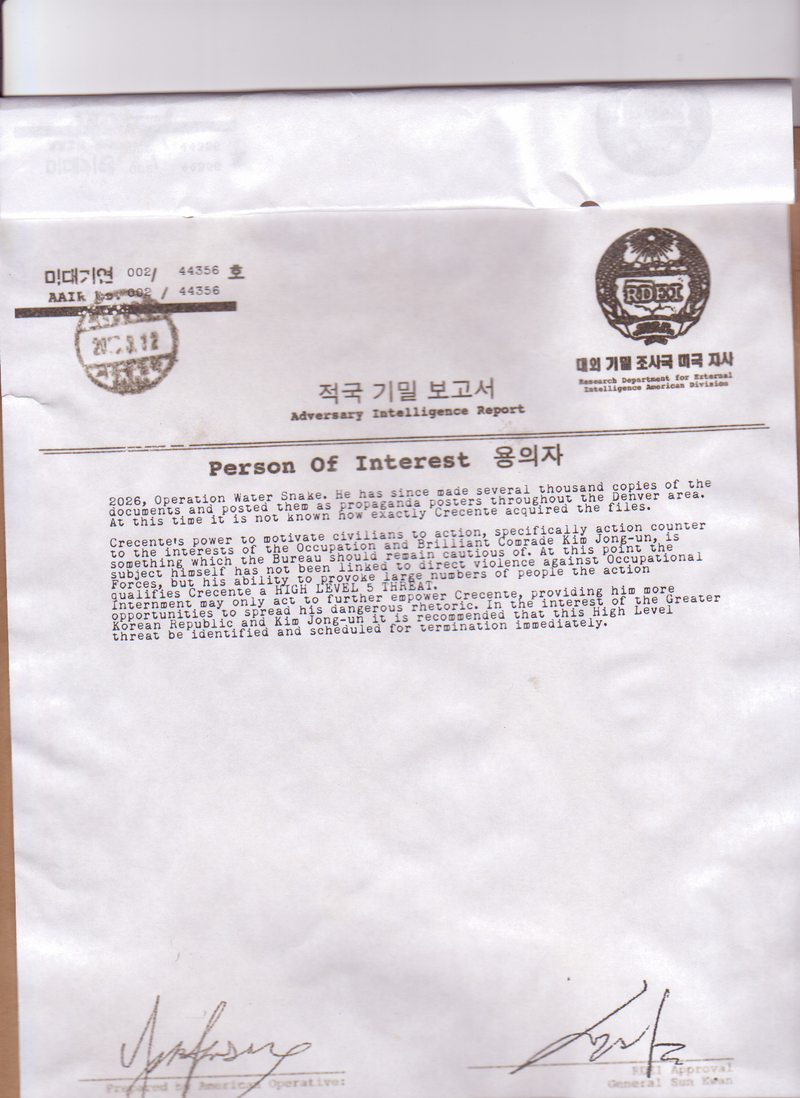 미대기연 002/ 44356 호
AAIR No. 002 / 44356
RDEI
대외 기밀 조사국 미국 지사
Research Department for External
Intelligence American Division
적국 기밀 보고서
Adversary Intelligence Report
Person Of Interest 용의자
2026, Operation Water Snake. He has since made several thousand copies of the
documents and posted them as propaganda posters throughout the Denver area.
At this time it is not known how exactly Crecente acquired the files.
Crecente's power to motivate civilians to action, specifically action counter
to the interests of the Occupation and Brilliant Comrade Kim Jong-un, is
something which the Bureau should remain cautious of. At this point the
subject himself has not been linked to direct violence against Occupational
Forces, but his ability to provoke large numbers of people the action
qualifies Crecente a HIGH LEVEL 5 THREAT.
Internment may only act to further empower Crecente, providing him more
opportunities to spread his dangerous rhetoric. In the interest of the Greater
Korean Republic and Kim Jong-un it is recommended that this High Level
threat be identified and scheduled for termination immediately.
Prepared by American Operative:
RDEI Approval
General Sun Kwan